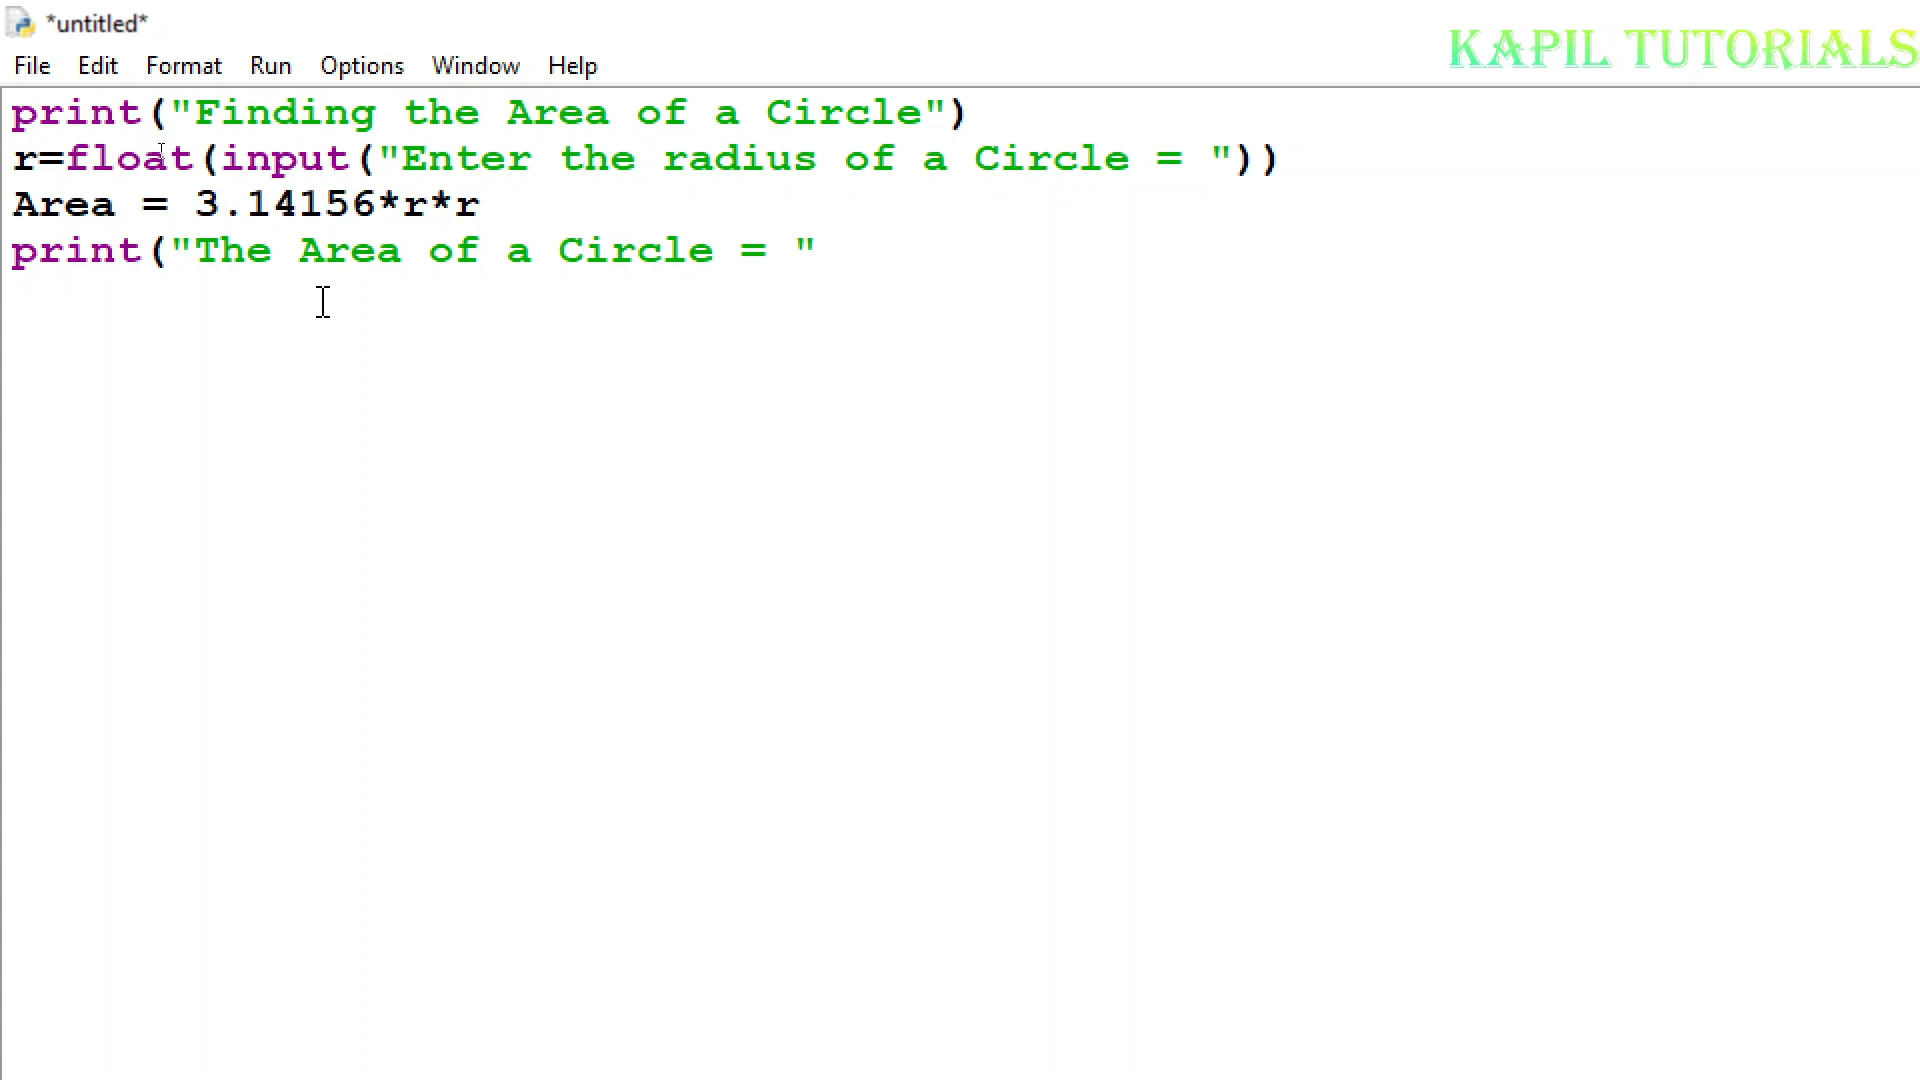 *untitled*
KAPIL TUTORIALS
File Edit Format Run Options Window Help
print("Finding the Area of a Circle")
r=float(input("Enter the radius of a Circle = "))
Area = 3.14156*r*r
print("The Area of a Circle = "